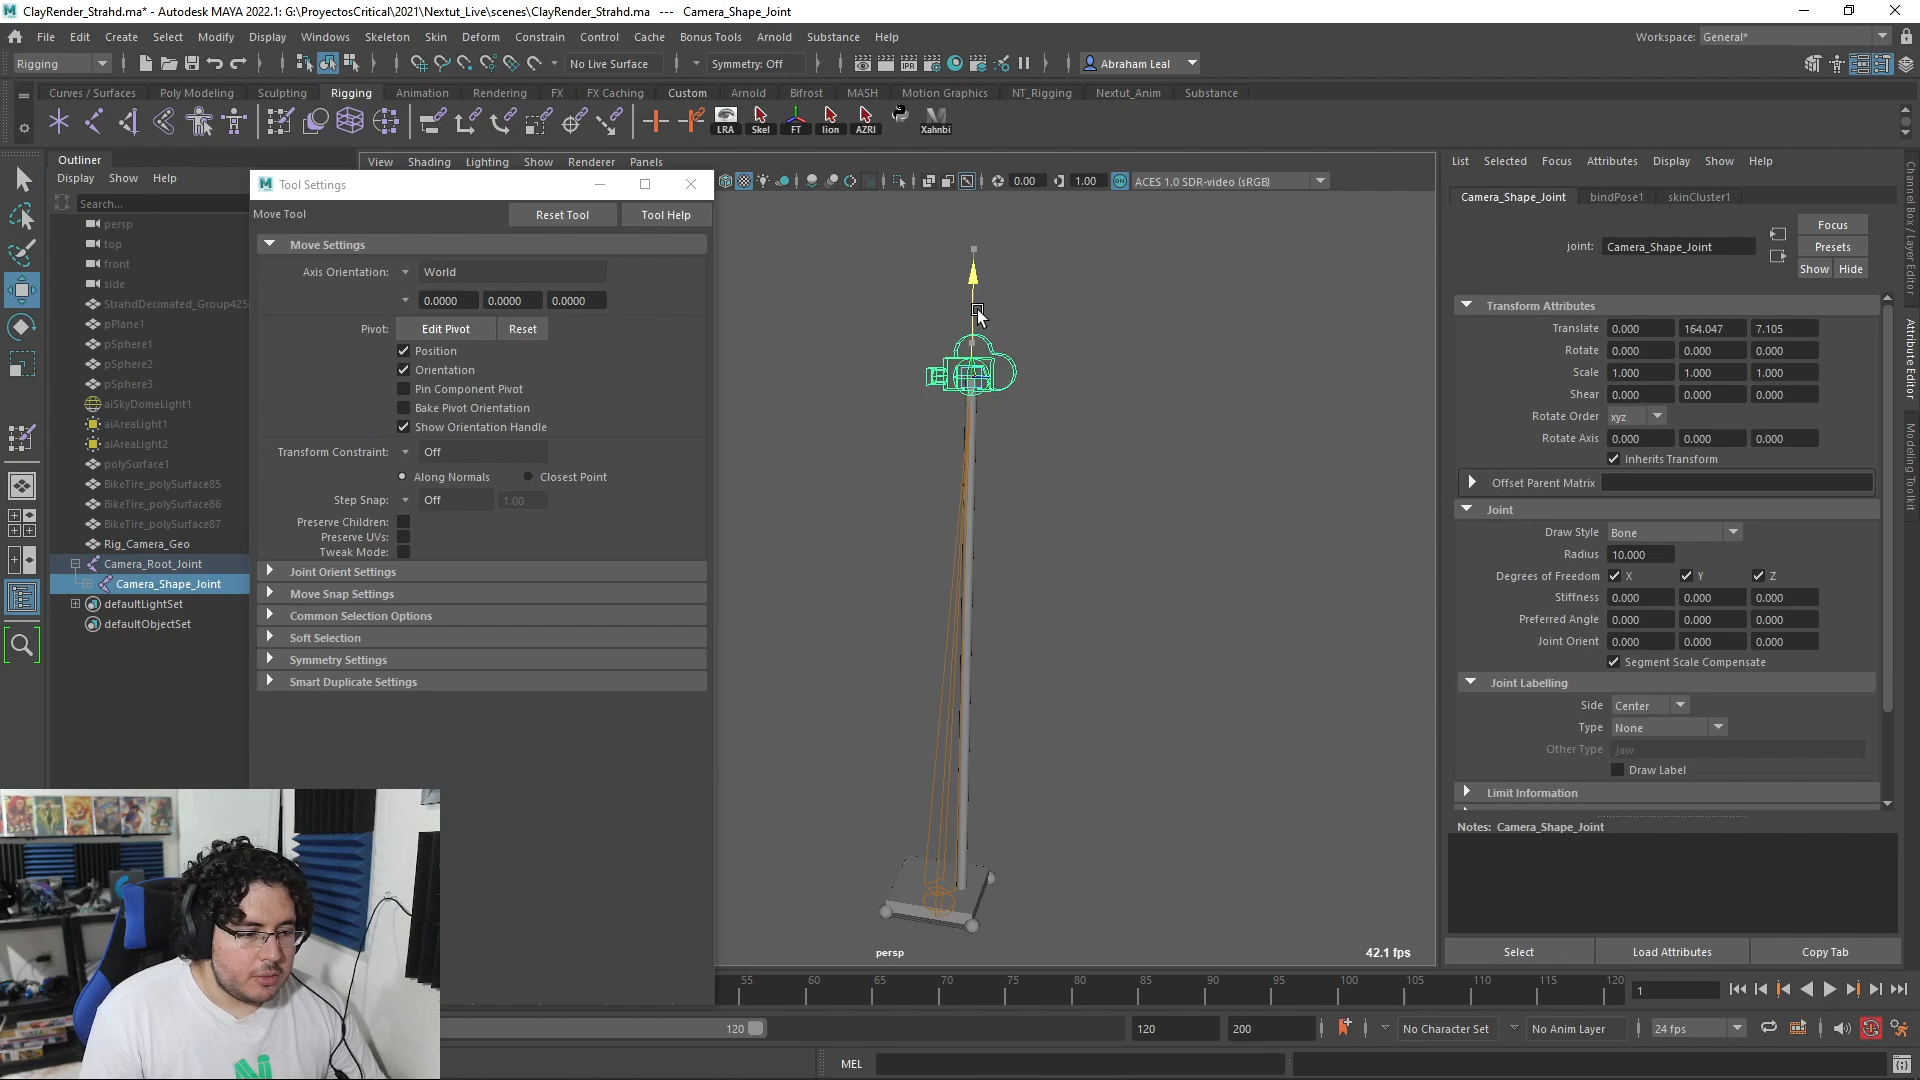 ClayRender_Strahd.ma* - Autodesk MAYA 2022.1: G:\ProyectosCritical\2021\Nextut_Live\scenes\ClayRender_Strahd.ma --- Camera_Shape_Joint
File Edit Create Select Modify Display Windows Skeleton Skin Deform Constrain Control Cache Bonus Tools Arnold Substance Help
Workspace: General*
Rigging No Live Surface Symmetry: Off Abraham Leal
Curves / Surfaces Poly Modeling Sculpting Rigging Animation Rendering FX FX Caching Custom Arnold Bifrost MASH Motion Graphics NT_Rigging Nextut_Anim Substance
LRA Skel FT lion AZRI Xahnbi
Outliner
Display Show Help
Search...
persp
top
front
side
StrahdDecimated_Group425
pPlane1
pSphere1
pSphere2
pSphere3
aiSkyDomeLight1
aiAreaLight1
aiAreaLight2
polySurface1
BikeTire_polySurface85
BikeTire_polySurface86
BikeTire_polySurface87
Rig_Camera_Geo
Camera_Root_Joint
Camera_Shape_Joint
defaultLightSet
defaultObjectSet
View Shading Lighting Show Renderer Panels
0.00 1.00 ACES 1.0 SDR-video (sRGB)
Tool Settings
Move Tool Reset Tool Tool Help
Move Settings
Axis Orientation: World
0.0000 0.0000 0.0000
Pivot: Edit Pivot Reset
Position
Orientation
Pin Component Pivot
Bake Pivot Orientation
Show Orientation Handle
Transform Constraint: Off
Along Normals Closest Point
Step Snap: Off 1.00
Preserve Children:
Preserve UVs:
Tweak Mode:
Joint Orient Settings
Move Snap Settings
Common Selection Options
Soft Selection
Symmetry Settings
Smart Duplicate Settings
persp 42.1 fps
List Selected Focus Attributes Display Show Help
Camera_Shape_Joint bindPose1 skinCluster1
joint: Camera_Shape_Joint
Focus
Presets
Show Hide
Transform Attributes
Translate 0.000 164.047 7.105
Rotate 0.000 0.000 0.000
Scale 1.000 1.000 1.000
Shear 0.000 0.000 0.000
Rotate Order xyz
Rotate Axis 0.000 0.000 0.000
Inherits Transform
Offset Parent Matrix
Joint
Draw Style Bone
Radius 10.000
Degrees of Freedom X Y Z
Stiffness 0.000 0.000 0.000
Preferred Angle 0.000 0.000 0.000
Joint Orient 0.000 0.000 0.000
Segment Scale Compensate
Joint Labelling
Side Center
Type None
Other Type jaw
Draw Label
Limit Information
Notes: Camera_Shape_Joint
Select Load Attributes Copy Tab
Channel Box / Layer Editor
Attribute Editor
Modeling Toolkit
55 60 65 70 75 80 85 90 95 100 105 110 115 120
1
120 120 200 No Character Set No Anim Layer 24 fps
MEL